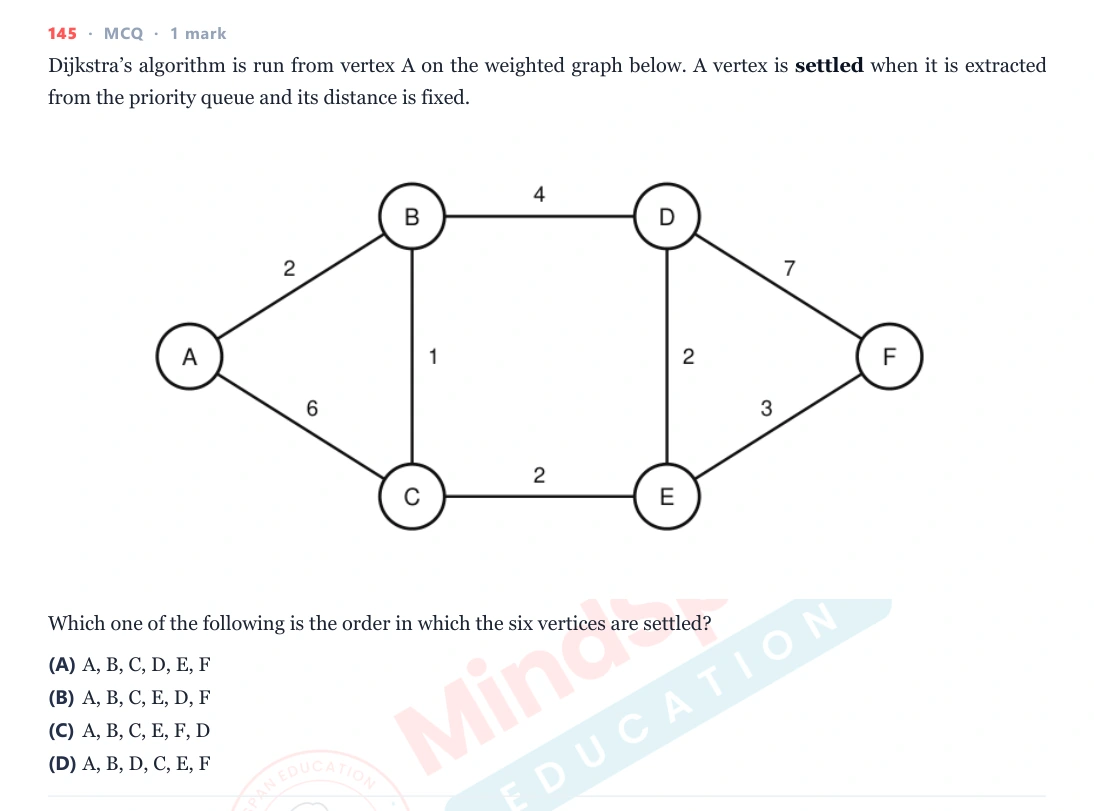 145 · MCQ · 1 mark
Dijkstra’s algorithm is run from vertex A on the weighted graph below. A vertex is settled when it is extracted
from the priority queue and its distance is fixed.
4
B
D
2
7
A
1
2
F
6
3
2
C
E
Which one of the following is the order in which the six vertices are settled?
(A) A, B, C, D, E, F
(B) A, B, C, E, D, F
(C) A, B, C, E, F, D
(D) A, B, D, C, E, F
EDUCATION
EDUCATION